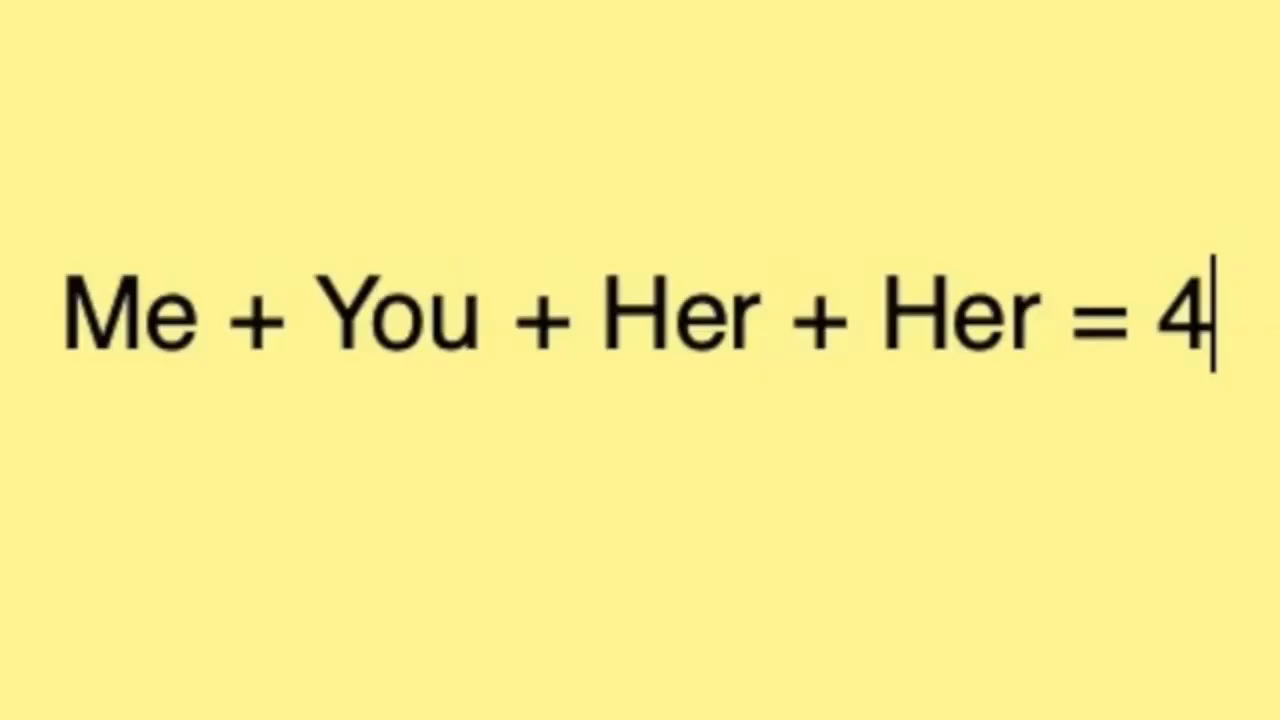 Me + You + Her + Her = 4